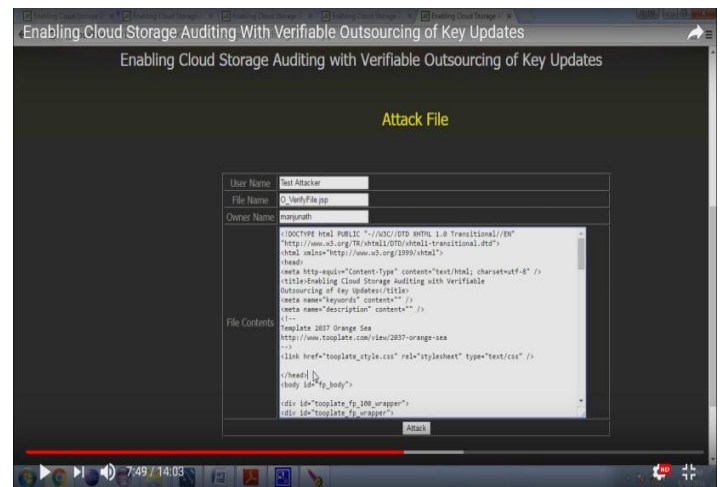 Enabling Cloud Storage Auditing With Verifiable Outsourcing of Key Updates
Enabling Cloud Storage Auditing with Verifiable Outsourcing of Key Updates
Attack File
User Name Test Attacker
File Name O_VerifyFile.jsp
Owner Name manjunath
File Contents
<!DOCTYPE html PUBLIC "-//W3C//DTD XHTML 1.0 Transitional//EN"
"http://www.w3.org/TR/xhtml1/DTD/xhtml1-transitional.dtd">
<html xmlns="http://www.w3.org/1999/xhtml">
<head>
<meta http-equiv="Content-Type" content="text/html; charset=utf-8" />
<title>Enabling Cloud Storage Auditing with Verifiable
Outsourcing of Key Updates</title>
<meta name="keywords" content="" />
<meta name="description" content="" />
<!--
Template 2037 Orange Sea
http://www.tooplate.com/view/2037-orange-sea
-->
<link href="tooplate_style.css" rel="stylesheet" type="text/css" />
</head>
<body id="fp_body">
<div id="tooplate_fp_100_wrapper">
<div id="tooplate_fp_wrapper">
Attack
7:49 / 14:03
HD